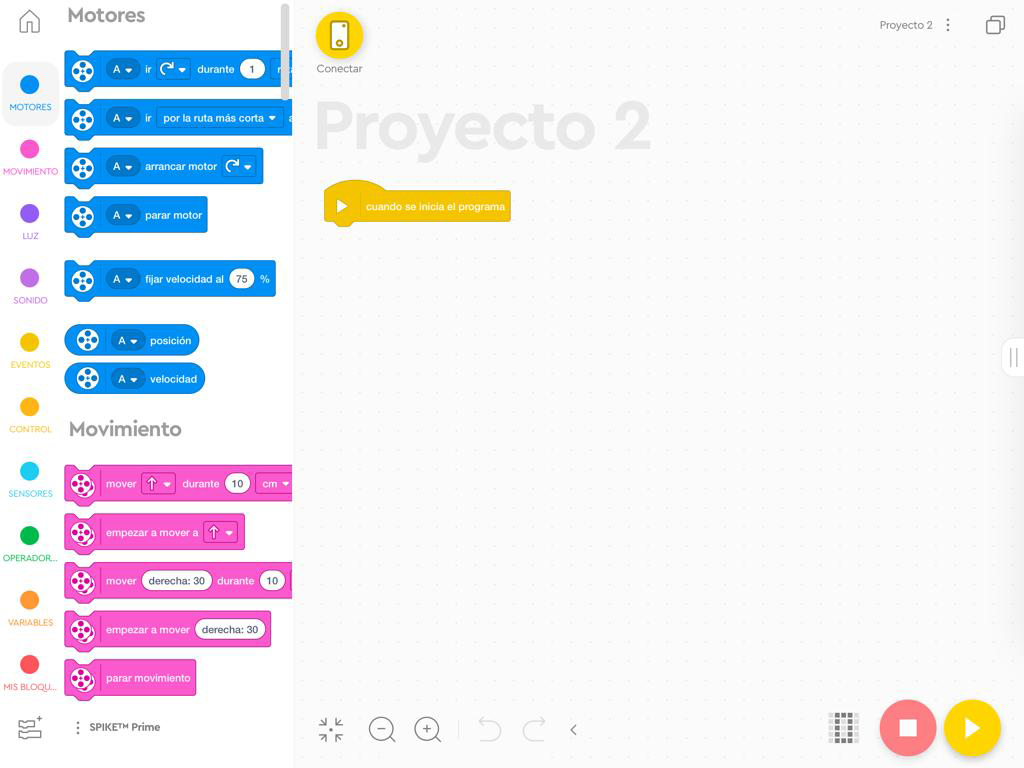 Motores
A ir durante 1
A ir por la ruta más corta
A arrancar motor
A parar motor
A fijar velocidad al 75 %
A posición
A velocidad
Movimiento
mover durante 10 cm
empezar a mover a
mover derecha: 30 durante 10
empezar a mover derecha: 30
parar movimiento
MOTORES
MOVIMIENTO
LUZ
SONIDO
EVENTOS
CONTROL
SENSORES
OPERADOR...
VARIABLES
MIS BLOQU...
SPIKE™ Prime
Conectar
Proyecto 2
Proyecto 2
cuando se inicia el programa